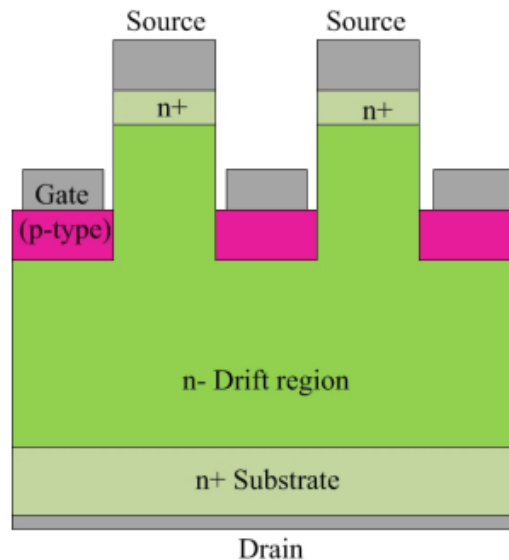 Source Source
n+ n+
Gate
(p-type)
n- Drift region
n+ Substrate
Drain